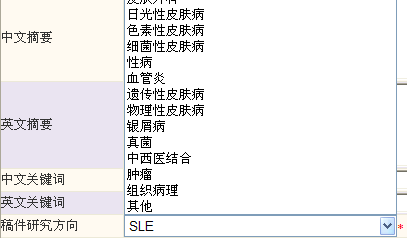 中文摘要
英文摘要
中文关键词
英文关键词
稿件研究方向
日光性皮肤病
色素性皮肤病
细菌性皮肤病
性病
血管炎
遗传性皮肤病
物理性皮肤病
银屑病
真菌
中西医结合
肿瘤
组织病理
其他
SLE
*